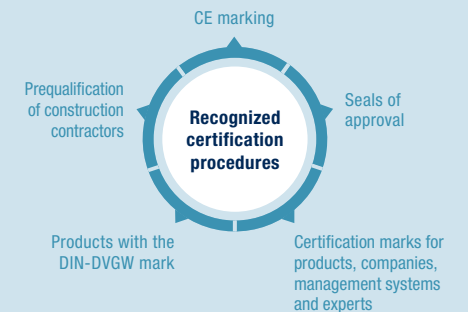 CE marking
Prequalification
of construction
contractors
Recognized
certification
procedures
Seals of
approval
Products with the
DIN-DVGW mark
Certification marks for
products, companies,
management systems
and experts